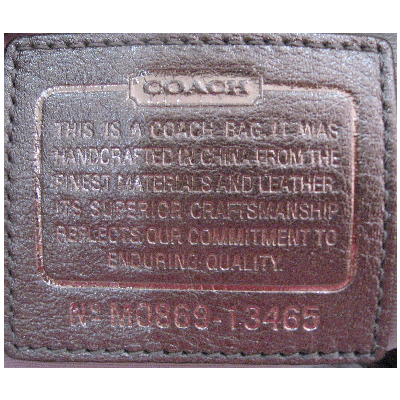 COACH
THIS IS A COACH BAG. IT WAS
HANDCRAFTED IN CHINA FROM THE
FINEST MATERIALS AND LEATHER.
ITS SUPERIOR CRAFTSMANSHIP
REFLECTS OUR COMMITMENT TO
ENDURING QUALITY.
Nº M0869-13465